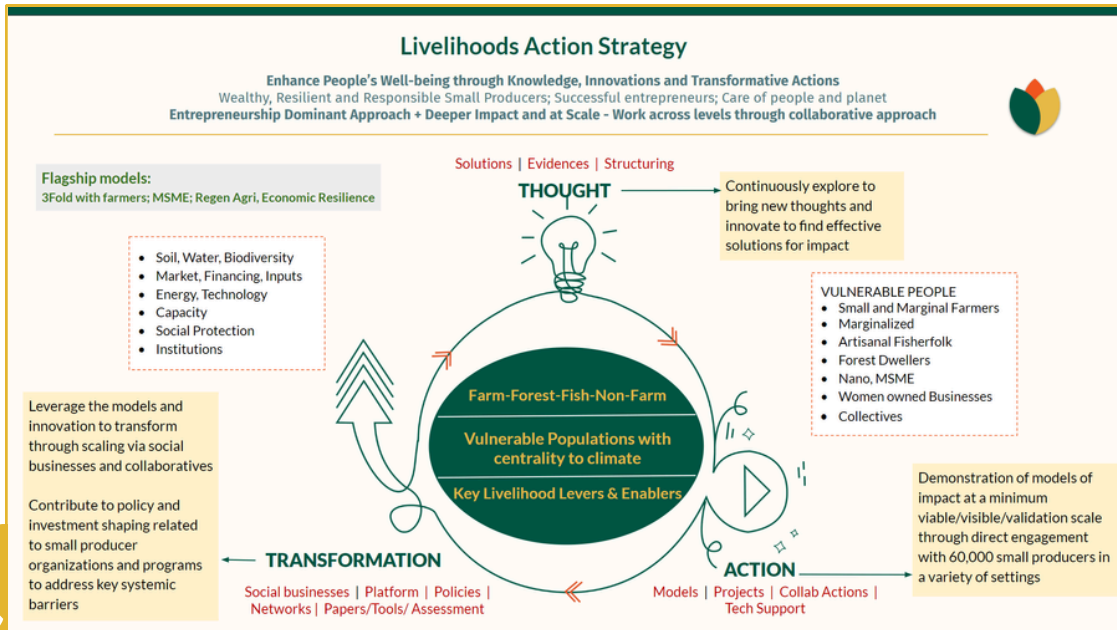 Livelihoods Action Strategy
Enhance People's Well-being through Knowledge, Innovations and Transformative Actions
Wealthy, Resilient and Responsible Small Producers; Successful entrepreneurs; Care of people and planet
Entrepreneurship Dominant Approach + Deeper Impact and at Scale - Work across levels through collaborative approach
Flagship models:
3Fold with farmers; MSME; Regen Agri, Economic Resilience
Solutions | Evidences | Structuring
THOUGHT
Continuously explore to
bring new thoughts and
innovate to find effective
solutions for impact
• Soil, Water, Biodiversity
• Market, Financing, Inputs
• Energy, Technology
• Capacity
• Social Protection
• Institutions
VULNERABLE PEOPLE
• Small and Marginal Farmers
• Marginalized
• Artisanal Fisherfolk
• Forest Dwellers
• Nano, MSME
• Women owned Businesses
• Collectives
Farm-Forest-Fish-Non-Farm
Vulnerable Populations with
centrality to climate
Key Livelihood Levers & Enablers
Leverage the models and
innovation to transform
through scaling via social
businesses and collaboratives
Contribute to policy and
investment shaping related
to small producer
organizations and programs
to address key systemic
barriers
TRANSFORMATION
Social businesses | Platform | Policies |
Networks | Papers/Tools/ Assessment
ACTION
Models | Projects | Collab Actions |
Tech Support
Demonstration of models of
impact at a minimum
viable/visible/validation scale
through direct engagement
with 60,000 small producers in
a variety of settings